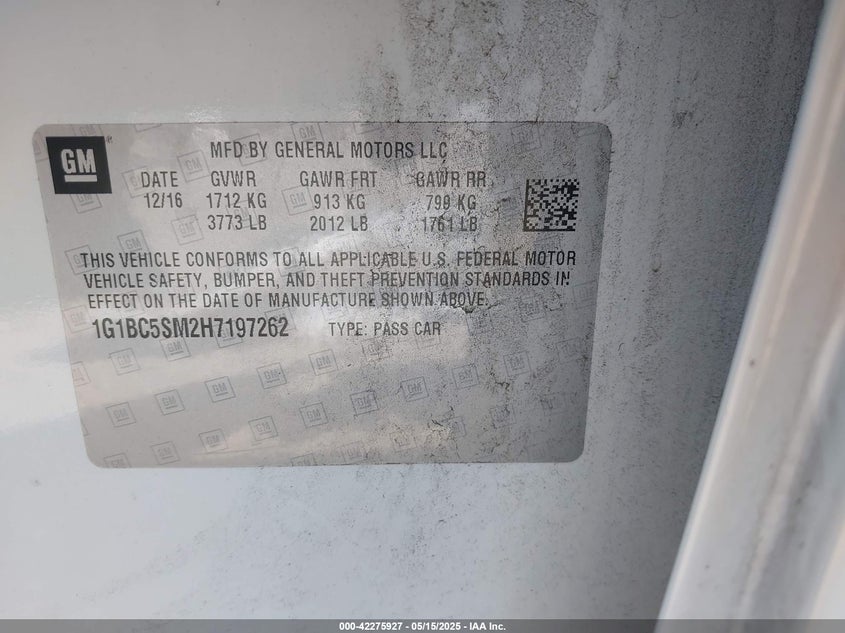 GM
MFD BY GENERAL MOTORS LLC
DATE GVWR GAWR FRT GAWR RR
12/16 1712 KG 913 KG 799 KG
3773 LB 2012 LB 1761 LB
THIS VEHICLE CONFORMS TO ALL APPLICABLE U.S. FEDERAL MOTOR
VEHICLE SAFETY, BUMPER, AND THEFT PREVENTION STANDARDS IN
EFFECT ON THE DATE OF MANUFACTURE SHOWN ABOVE.
1G1BC5SM2H7197262 TYPE: PASS CAR
000-42275927 - 05/15/2025 - IAA Inc.